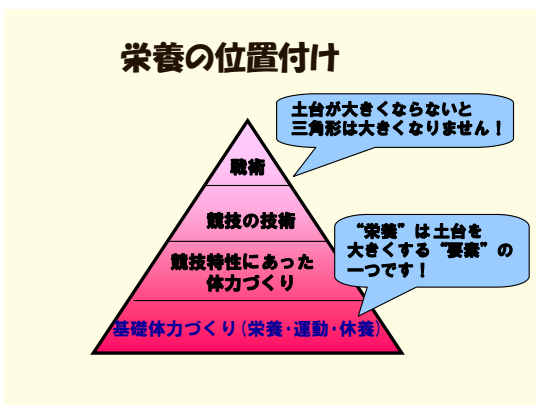 栄養の位置付け
土台が大きくならないと
三角形は大きくなりません！
戦術
競技の技術
“栄養”は土台を
大きくする“要素”の
一つです！
競技特性にあった
体力づくり
基礎体力づくり(栄養・運動・休養)